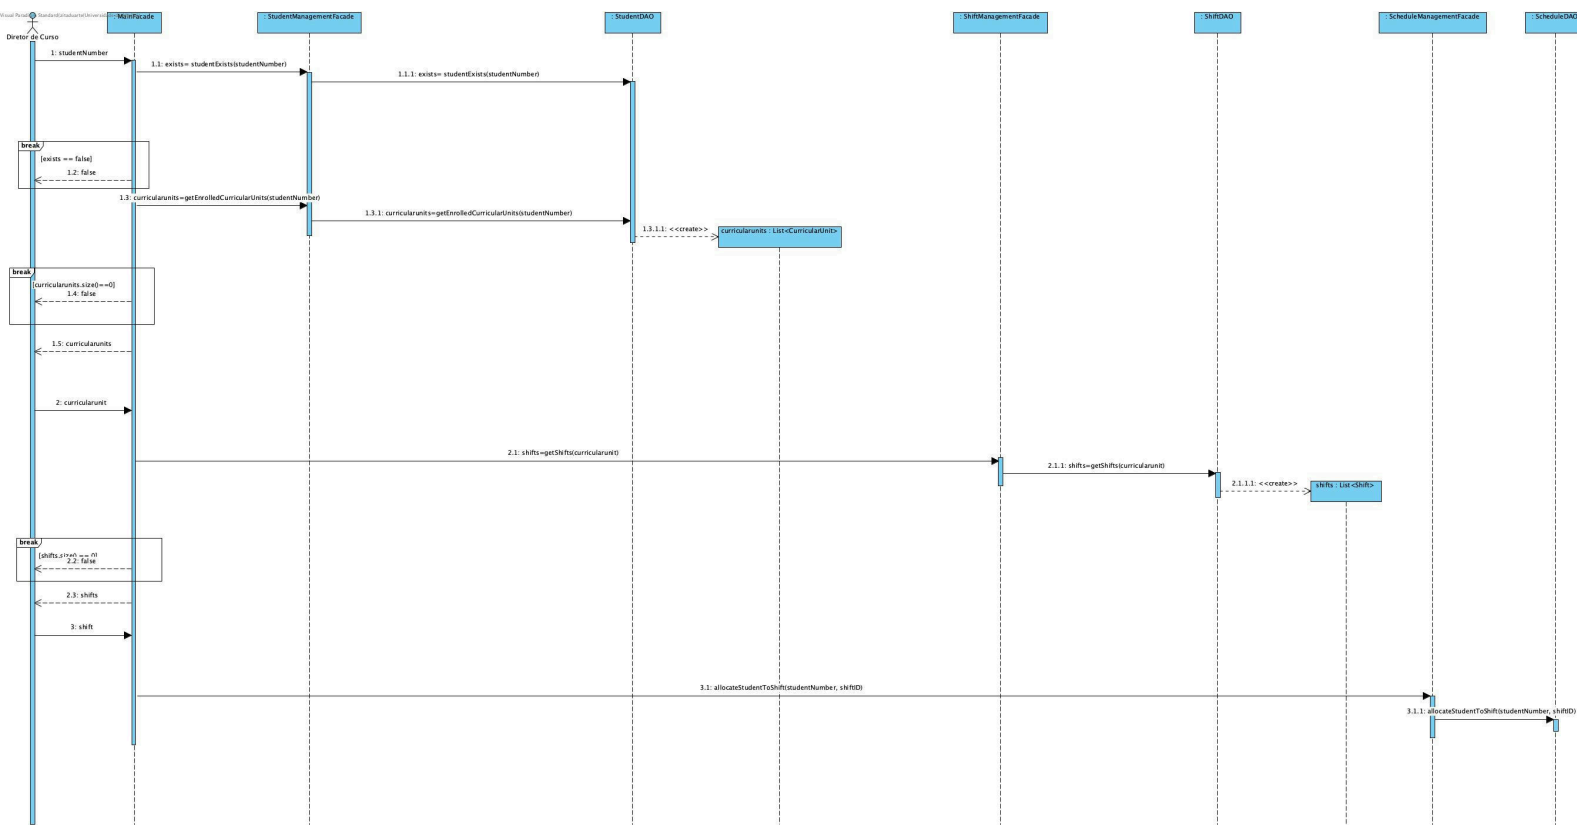 : StudentManagementFacade
: StudentDAO
: ShiftManagementFacade
: ShiftDAO
: ScheduleManagementFacade
: ScheduleDAO
MainFacade
Diretor de Curso
1: studentNumber
1.1: exists= studentExists(studentNumber)
1.1.1: exists= studentExists(studentNumber)
break
[exists == false]
1.2: false
1.3: curricularunits=getEnrolledCurricularUnits(studentNumber)
1.3.1: curricularunits=getEnrolledCurricularUnits(studentNumber)
1.3.1.1: <<create>>
curricularunits : List<CurricularUnit>
break
[curricularunits.size()==0]
1.4: false
1.5: curricularunits
2: curricularunit
2.1: shifts=getShifts(curricularunit)
2.1.1: shifts=getShifts(curricularunit)
2.1.1.1: <<create>>
shifts : List<Shift>
break
[shifts.size() == 0]
2.2: false
2.3: shifts
3: shift
3.1: allocateStudentToShift(studentNumber, shiftID)
3.1.1: allocateStudentToShift(studentNumber, shiftID)